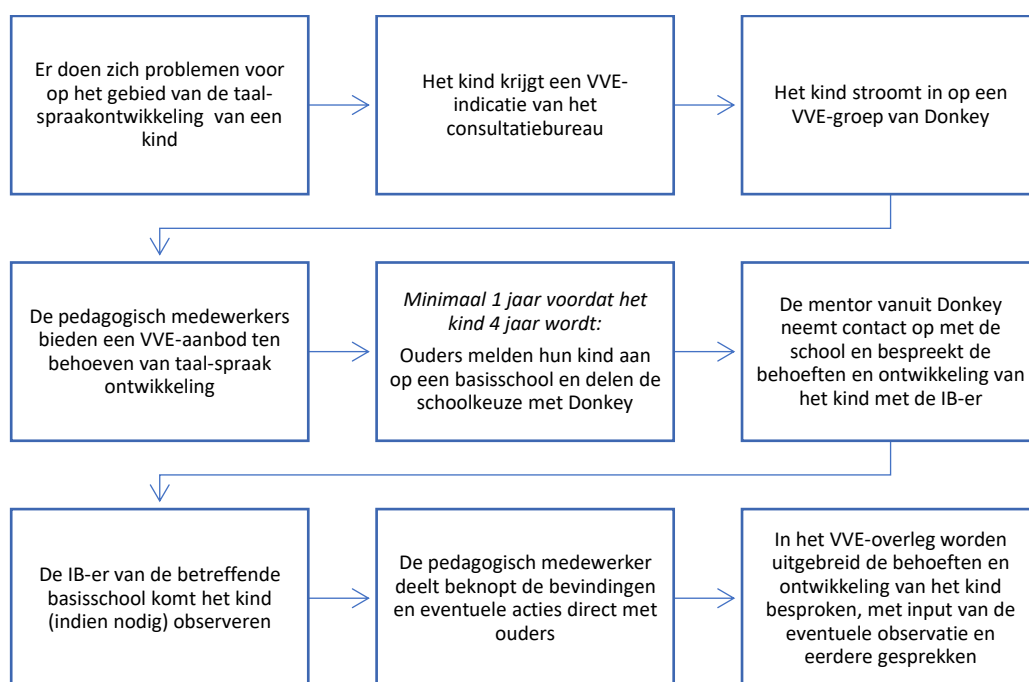 Er doen zich problemen voor
op het gebied van de taal-
spraakontwikkeling van een
kind
Het kind krijgt een VVE-
indicatie van het
consultatiebureau
Het kind stroomt in op een
VVE-groep van Donkey
De pedagogisch medewerkers
bieden een VVE-aanbod ten
behoeven van taal-spraak
ontwikkeling
Minimaal 1 jaar voordat het
kind 4 jaar wordt:
Ouders melden hun kind aan
op een basisschool en delen de
schoolkeuze met Donkey
De mentor vanuit Donkey
neemt contact op met de
school en bespreekt de
behoeften en ontwikkeling van
het kind met de IB-er
De IB-er van de betreffende
basisschool komt het kind
(indien nodig) observeren
De pedagogisch medewerker
deelt beknopt de bevindingen
en eventuele acties direct met
ouders
In het VVE-overleg worden
uitgebreid de behoeften en
ontwikkeling van het kind
besproken, met input van de
eventuele observatie en
eerdere gesprekken